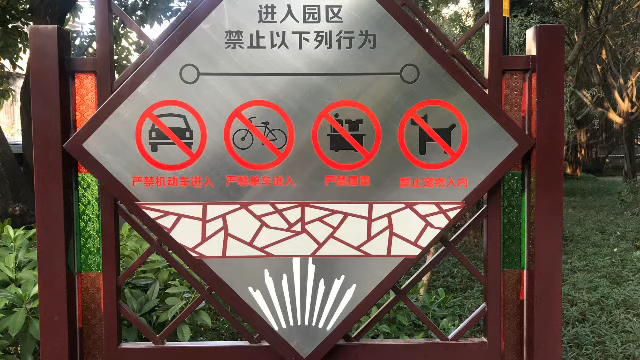 进入园区
禁止以下列行为
严禁机动车进入
严禁单车进入
严禁摆摊
禁止宠物入内